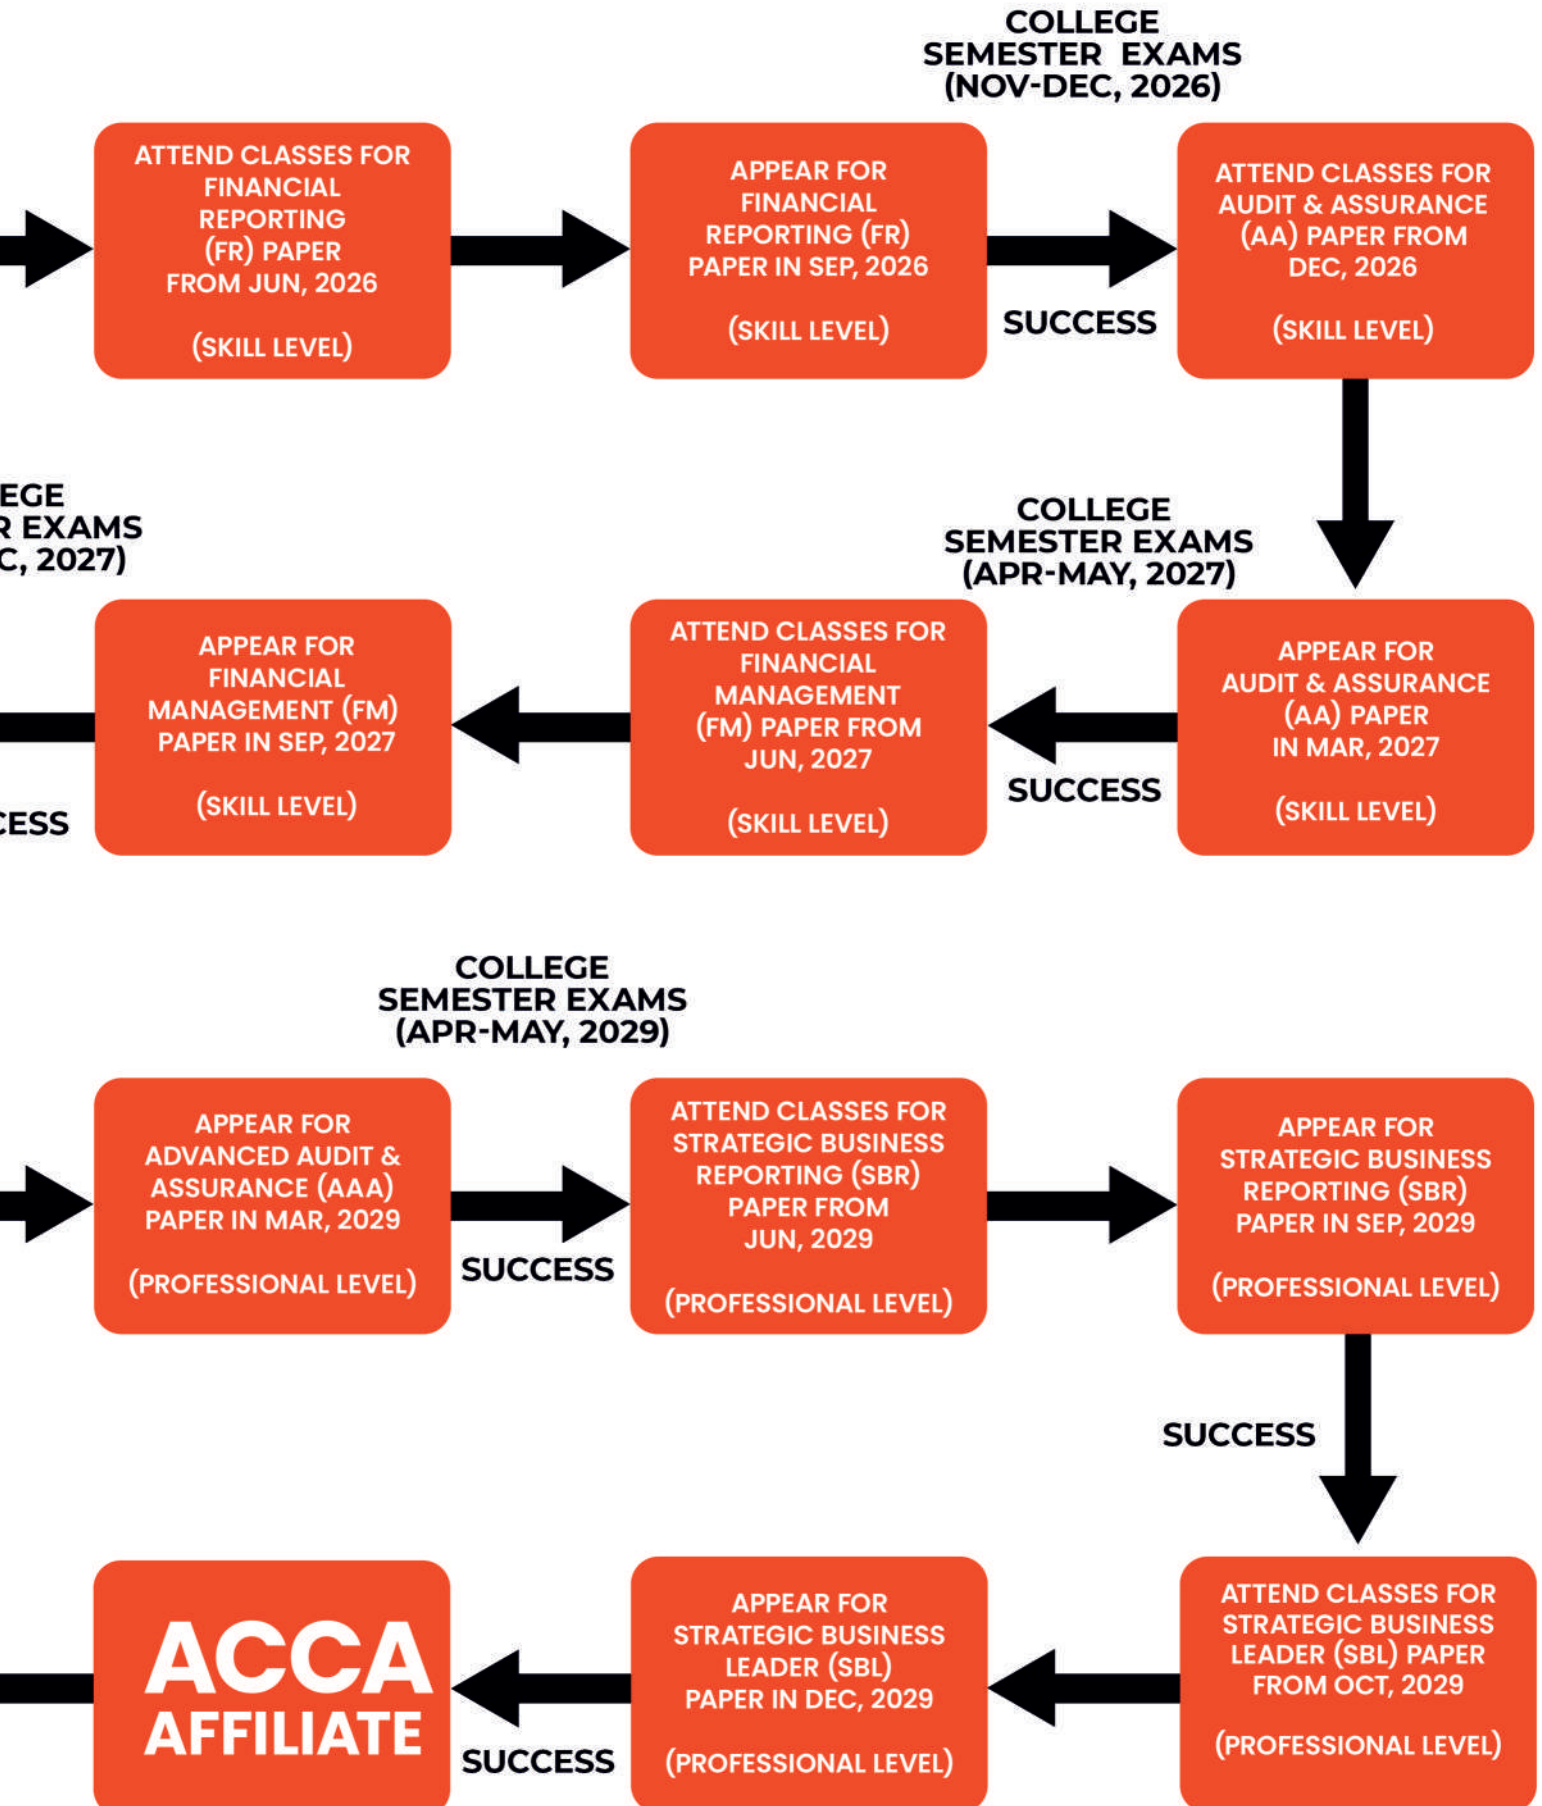 COLLEGE
SEMESTER EXAMS
(NOV-DEC, 2026)
ATTEND CLASSES FOR
FINANCIAL
REPORTING
(FR) PAPER
FROM JUN, 2026
(SKILL LEVEL)
APPEAR FOR
FINANCIAL
REPORTING (FR)
PAPER IN SEP, 2026
(SKILL LEVEL)
SUCCESS
ATTEND CLASSES FOR
AUDIT & ASSURANCE
(AA) PAPER FROM
DEC, 2026
(SKILL LEVEL)
COLLEGE
SEMESTER EXAMS
(APR-MAY, 2027)
APPEAR FOR
AUDIT & ASSURANCE
(AA) PAPER
IN MAR, 2027
(SKILL LEVEL)
SUCCESS
ATTEND CLASSES FOR
FINANCIAL
MANAGEMENT
(FM) PAPER FROM
JUN, 2027
(SKILL LEVEL)
APPEAR FOR
FINANCIAL
MANAGEMENT (FM)
PAPER IN SEP, 2027
(SKILL LEVEL)
EGE
R EXAMS
C, 2027)
CESS
COLLEGE
SEMESTER EXAMS
(APR-MAY, 2029)
APPEAR FOR
ADVANCED AUDIT &
ASSURANCE (AAA)
PAPER IN MAR, 2029
(PROFESSIONAL LEVEL)
SUCCESS
ATTEND CLASSES FOR
STRATEGIC BUSINESS
REPORTING (SBR)
PAPER FROM
JUN, 2029
(PROFESSIONAL LEVEL)
APPEAR FOR
STRATEGIC BUSINESS
REPORTING (SBR)
PAPER IN SEP, 2029
(PROFESSIONAL LEVEL)
SUCCESS
ATTEND CLASSES FOR
STRATEGIC BUSINESS
LEADER (SBL) PAPER
FROM OCT, 2029
(PROFESSIONAL LEVEL)
APPEAR FOR
STRATEGIC BUSINESS
LEADER (SBL)
PAPER IN DEC, 2029
(PROFESSIONAL LEVEL)
SUCCESS
ACCA
AFFILIATE